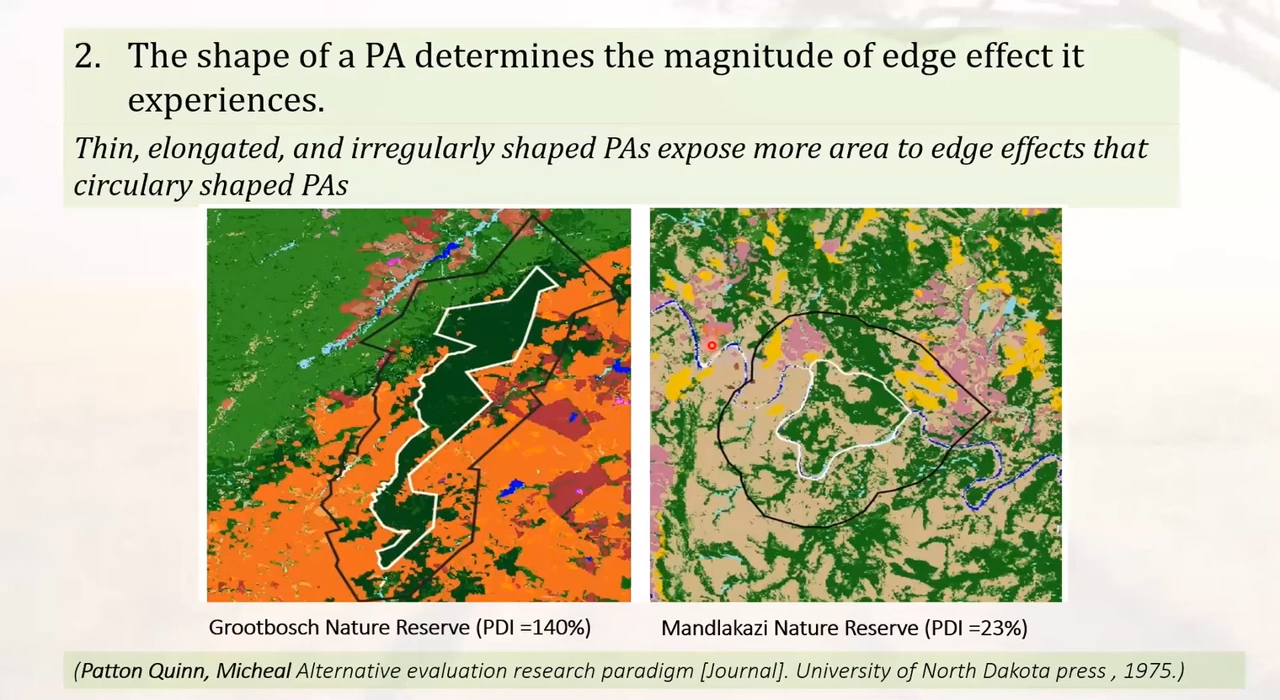 2. The shape of a PA determines the magnitude of edge effect it
experiences.
Thin, elongated, and irregularly shaped PAs expose more area to edge effects that
circulary shaped PAs
Grootbosch Nature Reserve (PDI =140%)
Mandlakazi Nature Reserve (PDI =23%)
(Patton Quinn, Micheal Alternative evaluation research paradigm [Journal]. University of North Dakota press , 1975.)